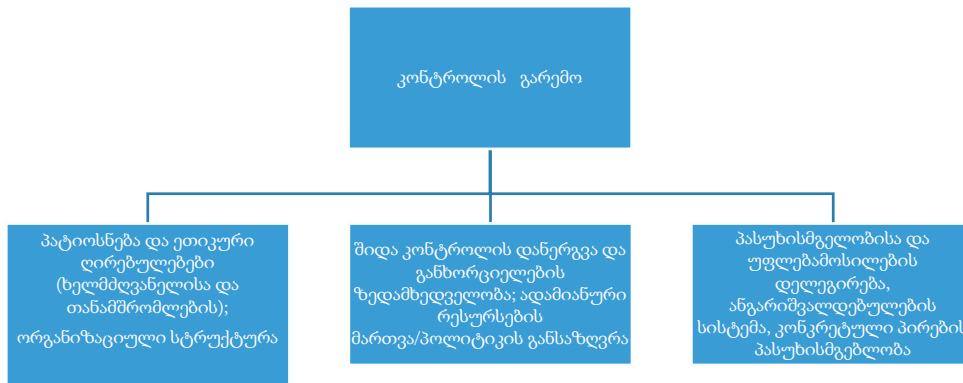 კონტროლის გარემო
პატიოსნება და ეთიკური
ღირებულებები
(ხელმძღვანელისა და
თანამშრომლების);
ორგანიზაციული სტრუქტურა
შიდა კონტროლის დანერგვა და
განხორციელების
ზედამხედველობა; ადამიანური
რესურსების
მართვა/პოლიტიკის განსაზღვრა
პასუხისმგელობისა და
უფლებამოსილების
დელეგირება,
ანგარიშვალდებულების
სისტემა, კონკრეტული პირების
პასუხისმგებლობა